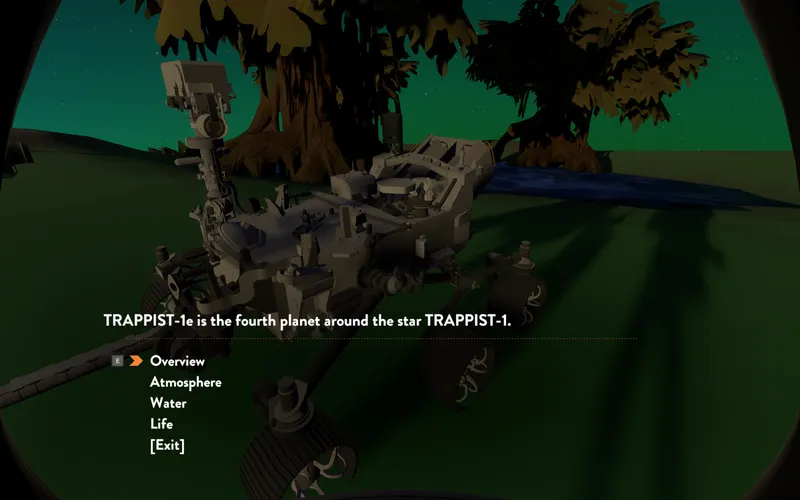 TRAPPIST-1e is the fourth planet around the star TRAPPIST-1.
E Overview
Atmosphere
Water
Life
[Exit]